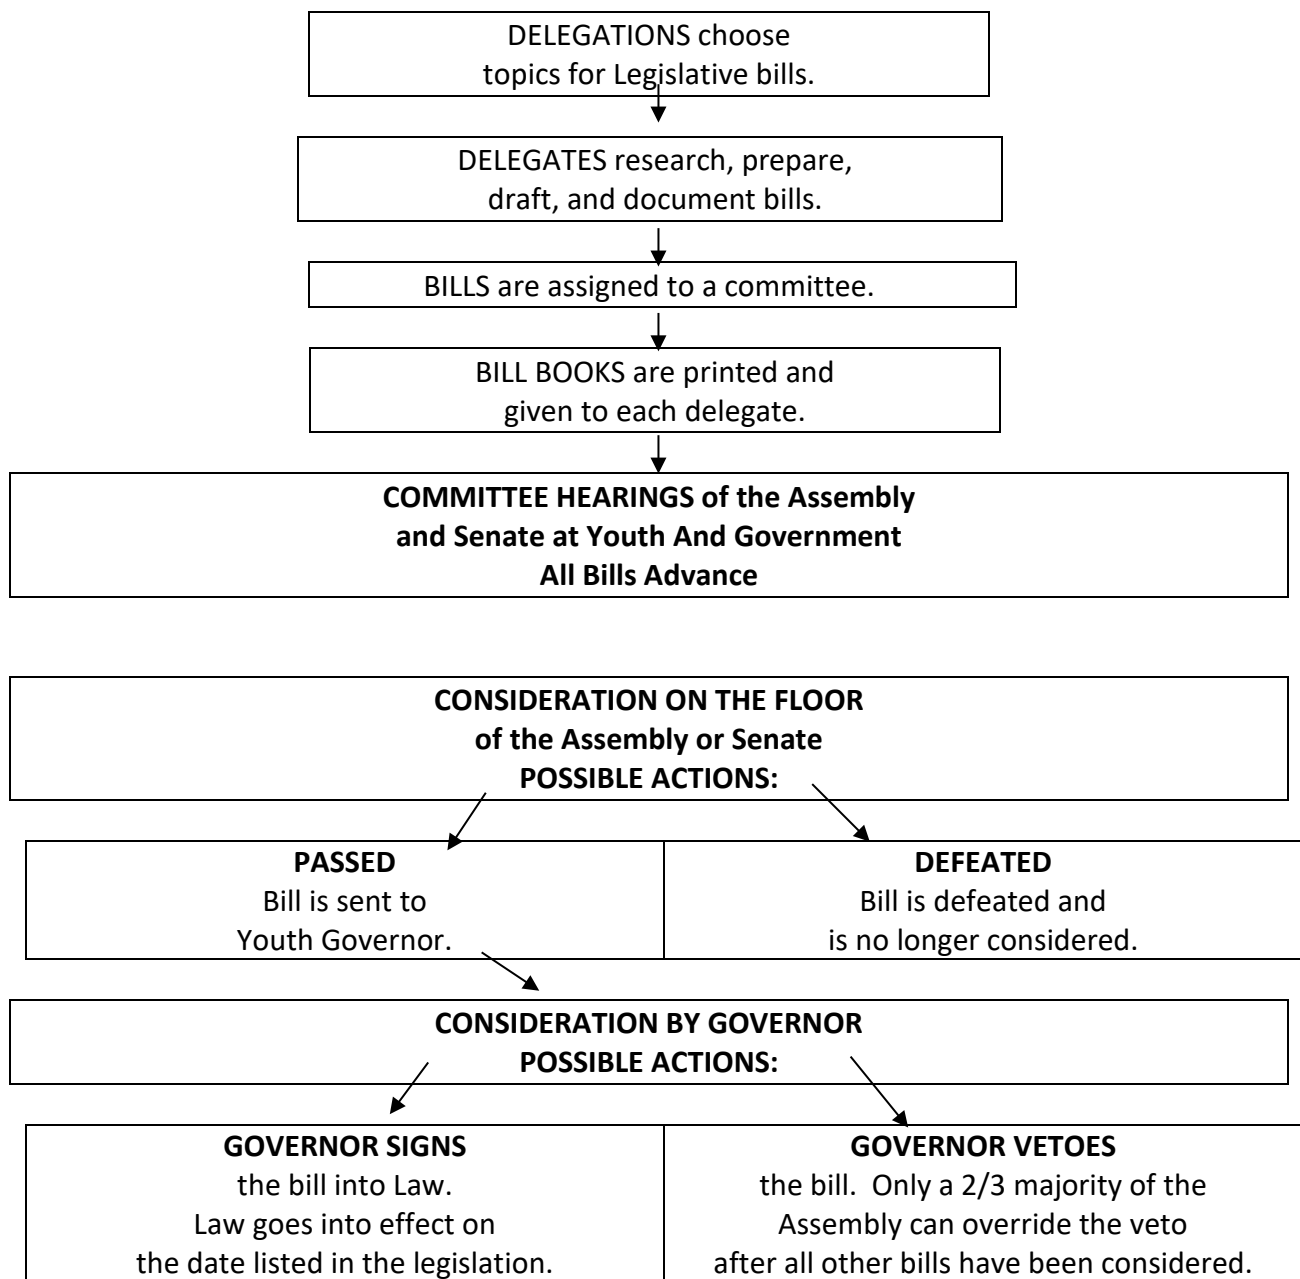 DELEGATIONS choose
topics for Legislative bills.
DELEGATES research, prepare,
draft, and document bills.
BILLS are assigned to a committee.
BILL BOOKS are printed and
given to each delegate.
COMMITTEE HEARINGS of the Assembly
and Senate at Youth And Government
All Bills Advance
CONSIDERATION ON THE FLOOR
of the Assembly or Senate
POSSIBLE ACTIONS:
PASSED
Bill is sent to
Youth Governor.
DEFEATED
Bill is defeated and
is no longer considered.
CONSIDERATION BY GOVERNOR
POSSIBLE ACTIONS:
GOVERNOR SIGNS
the bill into Law.
Law goes into effect on
the date listed in the legislation.
GOVERNOR VETOES
the bill.  Only a 2/3 majority of the
Assembly can override the veto
after all other bills have been considered.